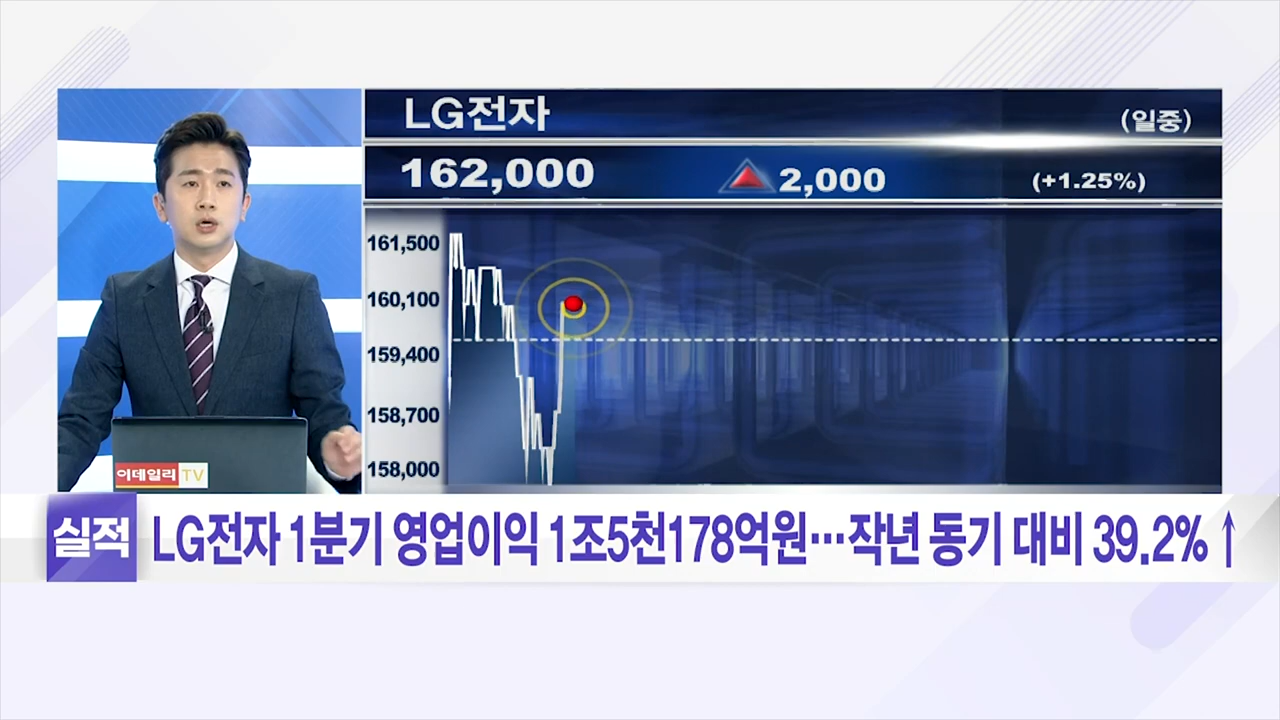 LG전자
(일중)
162,000 2,000 (+1.25%)
161,500
160,100
159,400
158,700
158,000
이데일리 TV
실적 LG전자 1분기 영업이익 1조5천178억원…작년 동기 대비 39.2%↑